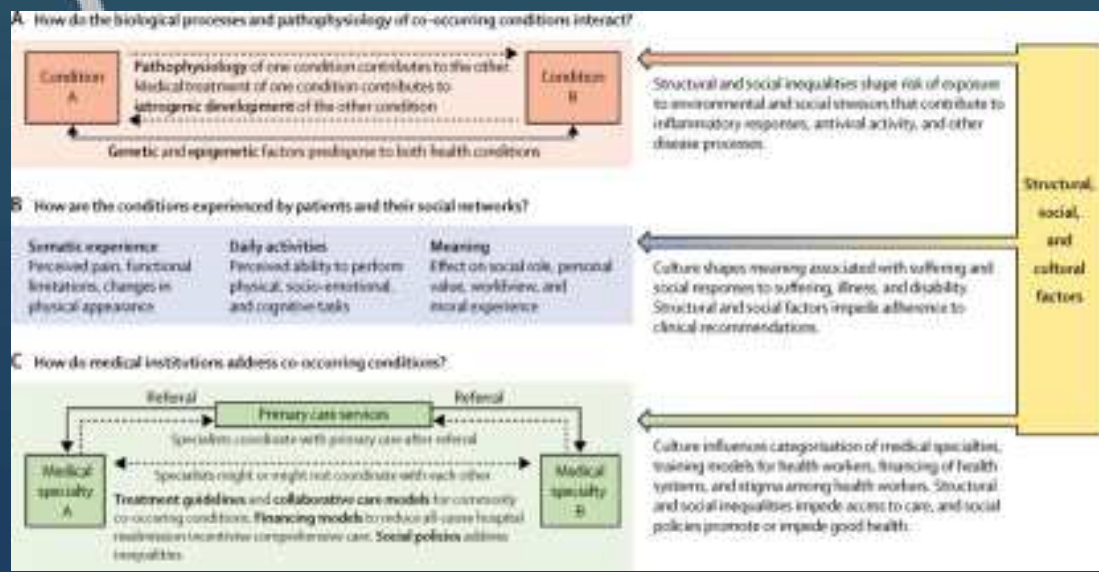 A How do the biological processes and pathophysiology of co-occurring conditions interact?
Condition
A
Pathophysiology of one condition contributes to the other
Medical treatment of one condition contributes to
iatrogenic development of the other condition
Condition
B
Genetic and epigenetic factors predispose to both health conditions
Structural and social inequalities shape risk of exposure
to environmental and social stressors that contribute to
inflammatory responses, antiviral activity, and other
disease processes.
Structural,
social,
and
cultural
factors
B How are the conditions experienced by patients and their social networks?
Somatic experience
Perceived pain, functional
limitations, changes in
physical appearance
Daily activities
Perceived ability to perform
physical, socio-emotional,
and cognitive tasks
Meaning
Effect on social role, personal
value, worldview, and
moral experience
Culture shapes meaning associated with suffering and
social responses to suffering, illness, and disability.
Structural and social factors impede adherence to
clinical recommendations.
C How do medical institutions address co-occurring conditions?
Referral
Primary care services
Referral
Specialists coordinate with primary care after referral
Medical
specialty
A
Specialists might or might not coordinate with each other
Medical
specialty
B
Treatment guidelines and collaborative care models for commonly
co-occuring conditions. Financing models to reduce all-cause hospital
readmission incentivise comprehensive care. Social policies address
inequalities
Culture influences categorisation of medical specialties,
training models for health workers, financing of health
systems, and stigma among health workers. Structural
and social inequalities impede access to care, and social
policies promote or impede good health.